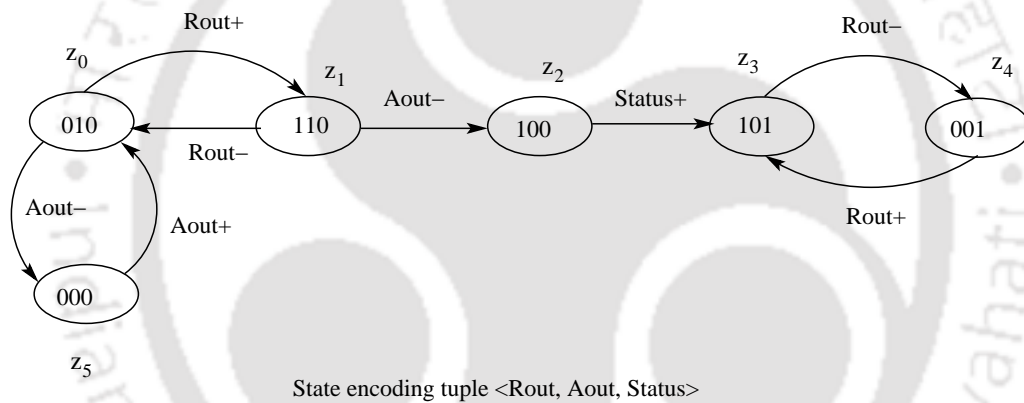 Rout+
Rout−
z0
z1
z2
z3
z4
Aout−
Status+
010
110
100
101
001
Rout−
Aout−
Aout+
Rout+
000
z5
State encoding tuple <Rout, Aout, Status>